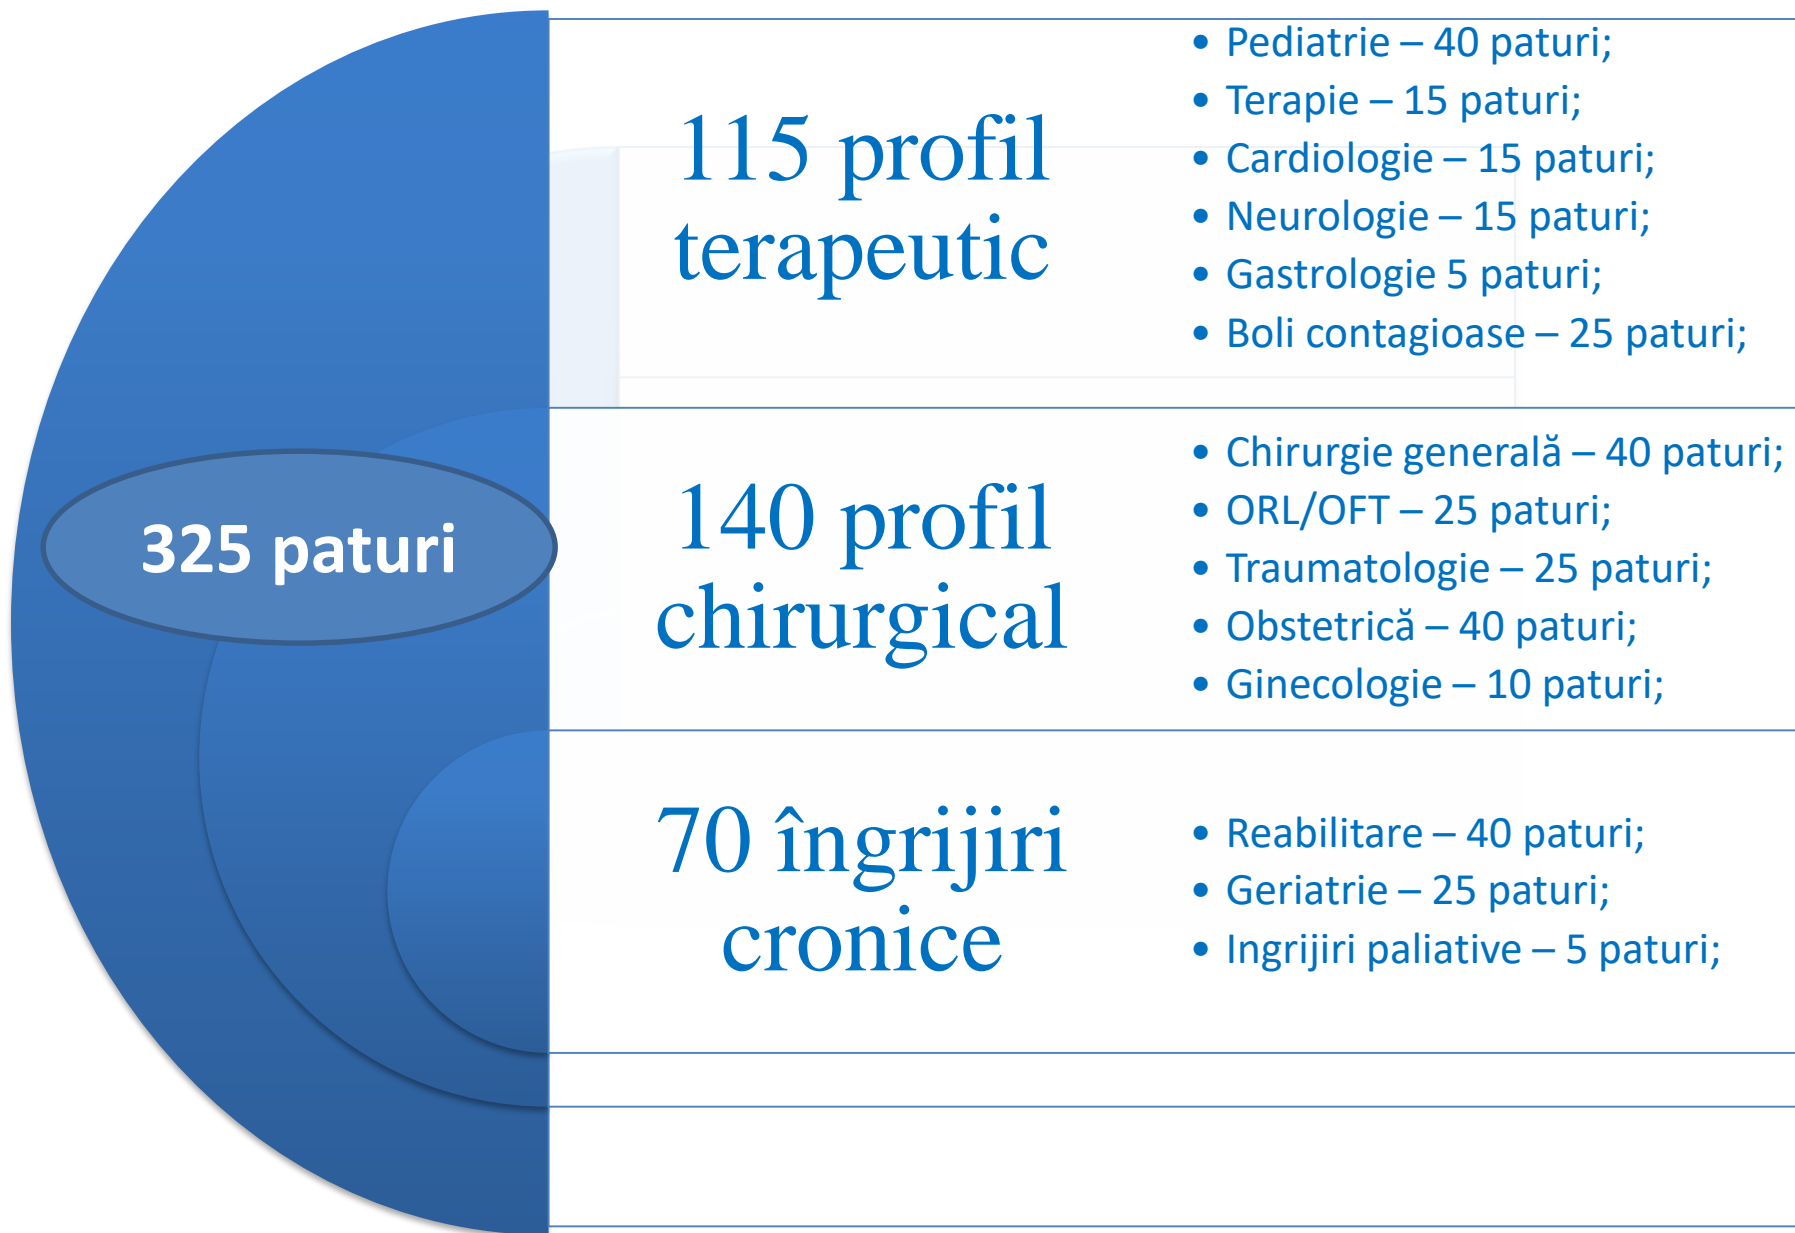 325 paturi
115 profil
terapeutic
• Pediatrie – 40 paturi;
• Terapie – 15 paturi;
• Cardiologie – 15 paturi;
• Neurologie – 15 paturi;
• Gastrologie 5 paturi;
• Boli contagioase – 25 paturi;
140 profil
chirurgical
• Chirurgie generală – 40 paturi;
• ORL/OFT – 25 paturi;
• Traumatologie – 25 paturi;
• Obstetrică – 40 paturi;
• Ginecologie – 10 paturi;
70 îngrijiri
cronice
• Reabilitare – 40 paturi;
• Geriatrie – 25 paturi;
• Ingrijiri paliative – 5 paturi;